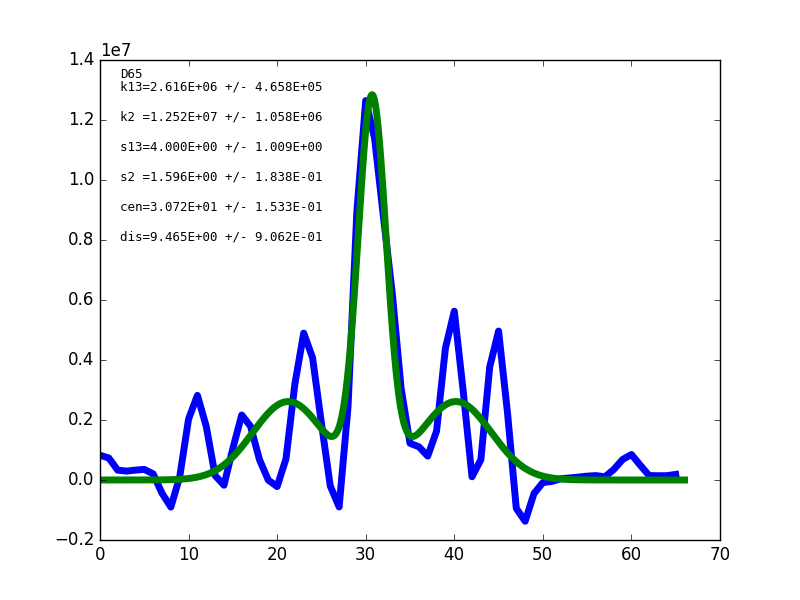 1e7
1.4
1.2
1.0
0.8
0.6
0.4
0.2
0.0
−0.2
D65
k13=2.616E+06 +/- 4.658E+05
k2 =1.252E+07 +/- 1.058E+06
s13=4.000E+00 +/- 1.009E+00
s2 =1.596E+00 +/- 1.838E-01
cen=3.072E+01 +/- 1.533E-01
dis=9.465E+00 +/- 9.062E-01
0 10 20 30 40 50 60 70